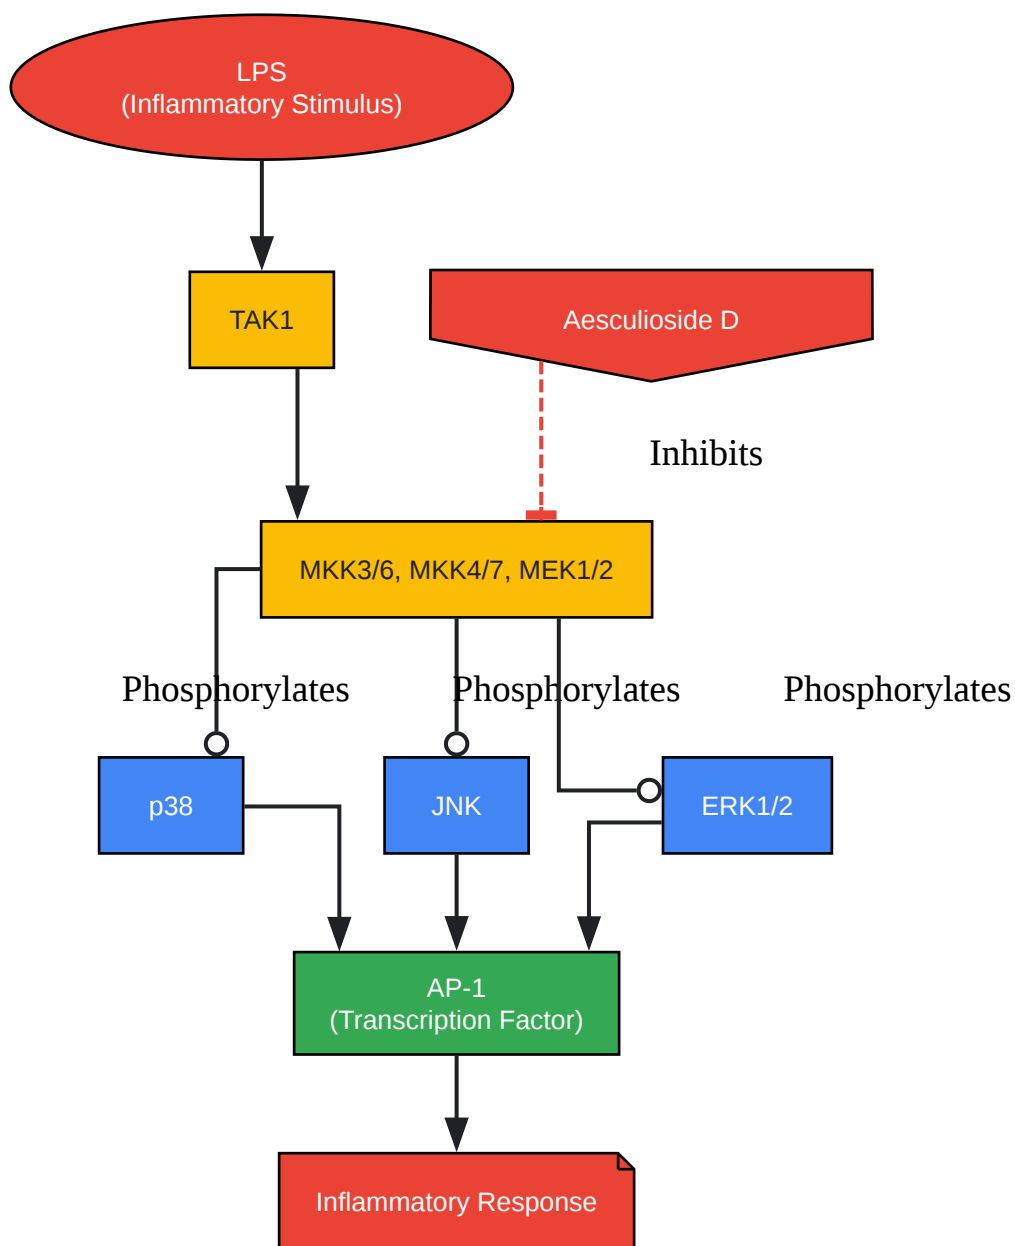 LPS
(Inflammatory Stimulus)
TAK1
Aesculioside D
Inhibits
MKK3/6, MKK4/7, MEK1/2
Phosphorylates
Phosphorylates
Phosphorylates
p38
JNK
ERK1/2
AP-1
(Transcription Factor)
Inflammatory Response